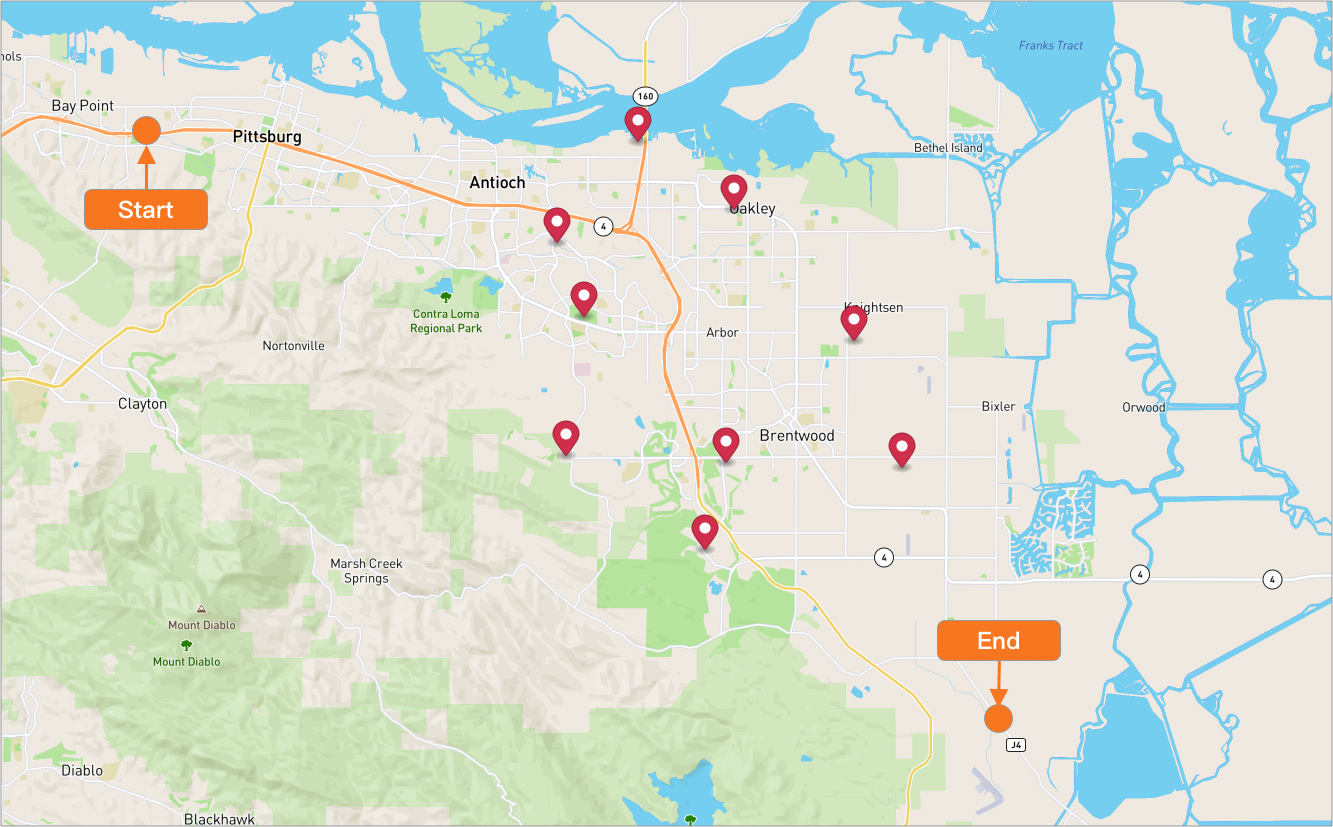 Franks Tract
nols
160
Bay Point
Pittsburg
Bethel Island
Antioch
Start
Oakley
4
Contra Loma
Regional Park
Knightsen
Arbor
Nortonville
Clayton
Bixler
Orwood
Brentwood
4
Marsh Creek
Springs
4
4
Mount Diablo
Mount Diablo
End
J4
Diablo
Blackhawk